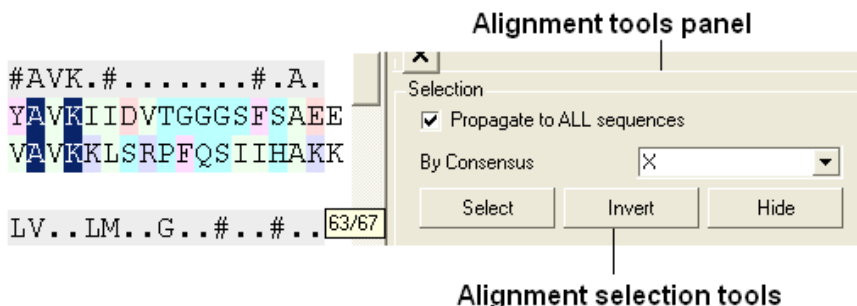 Alignment tools panel
X
#AVK.#.......#.A.
Selection
YAVKIIDVTGGGSFSAEE
Propagate to ALL sequences
VAVKKLSRPFQSIIHAKK
By Consensus X
Select Invert Hide
LV..LM..G..#..#.. 63/67
Alignment selection tools